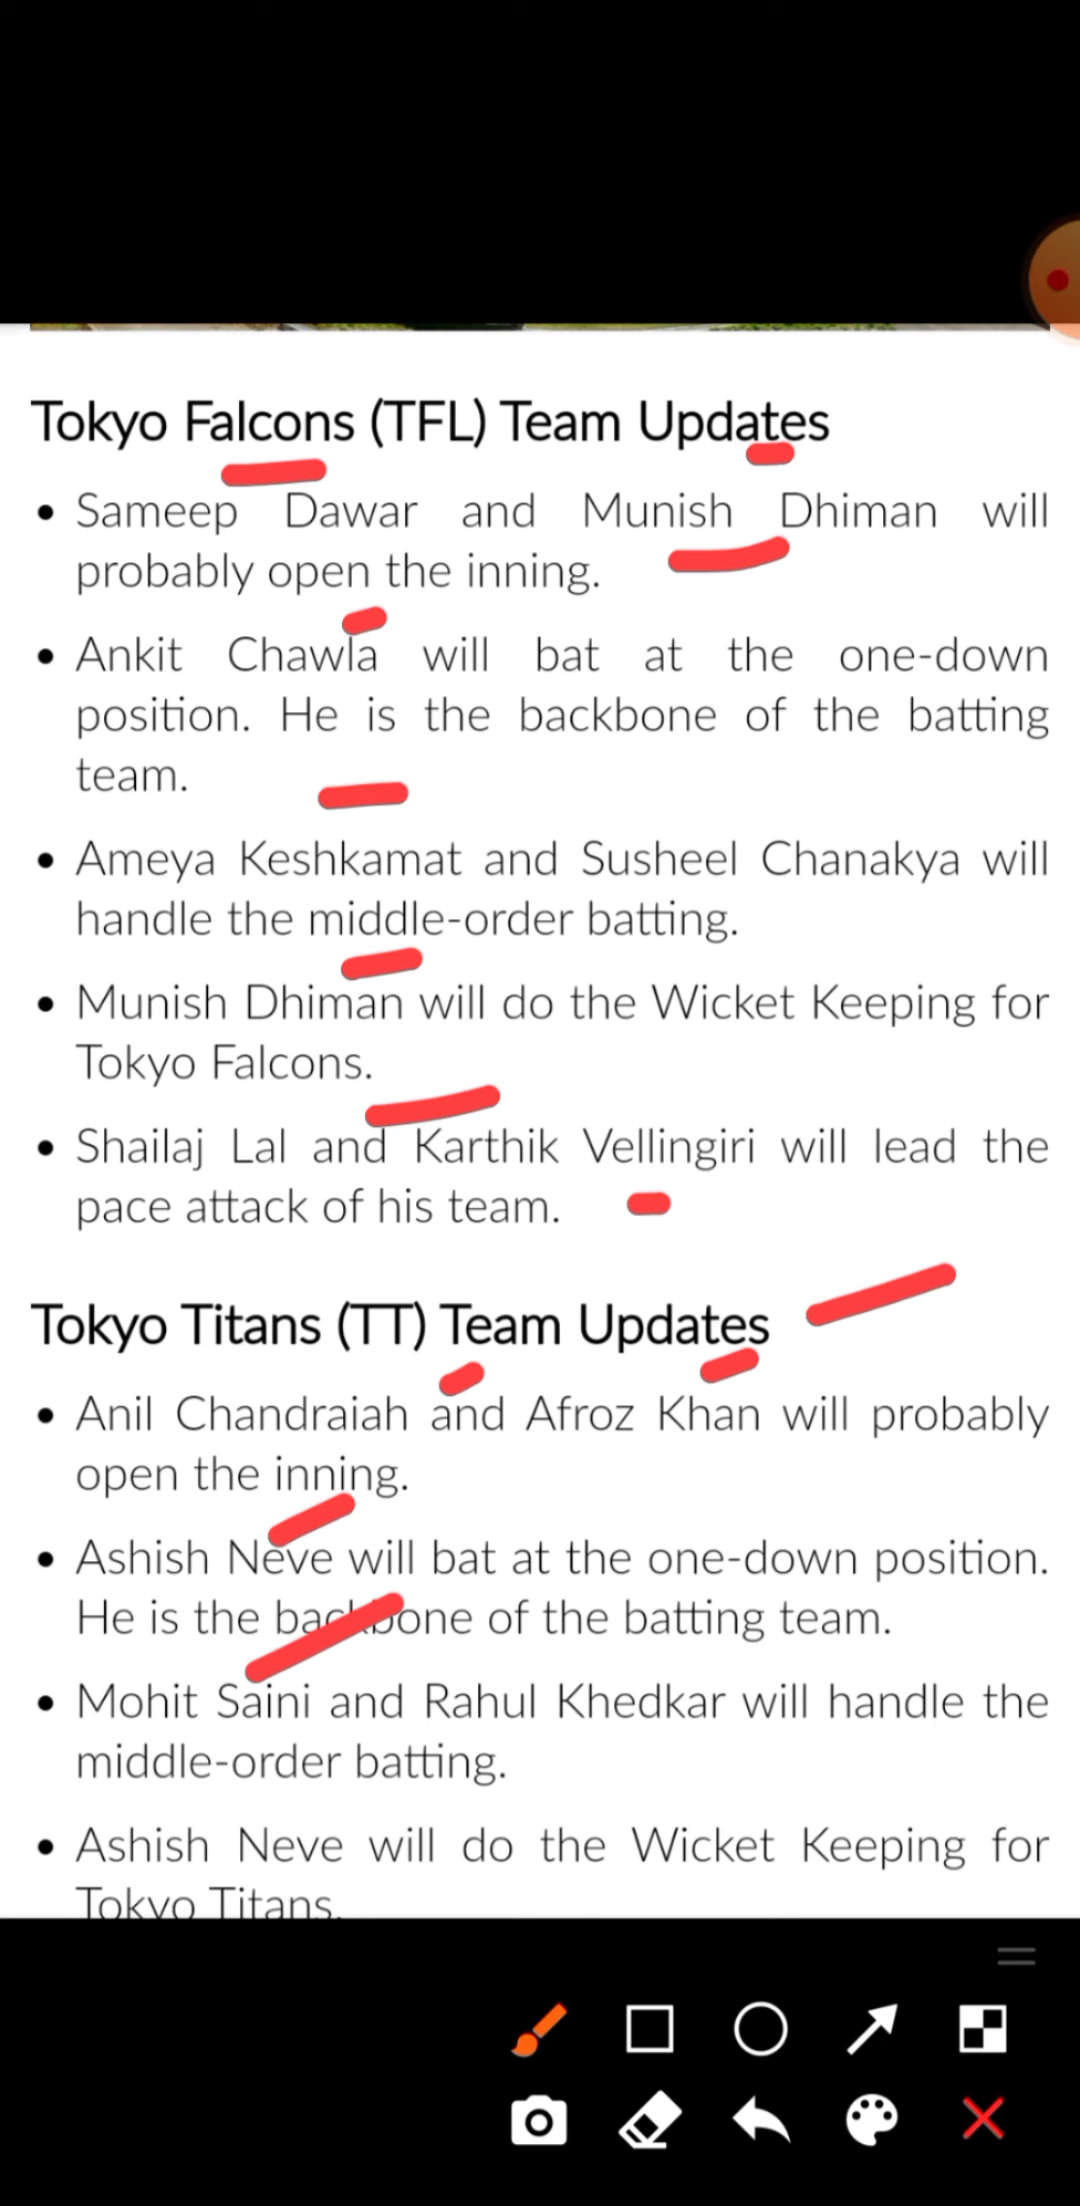 Tokyo Falcons (TFL) Team Updates
• Sameep Dawar and Munish Dhiman will
probably open the inning.
• Ankit Chawla will bat at the one-down
position. He is the backbone of the batting
team.
• Ameya Keshkamat and Susheel Chanakya will
handle the middle-order batting.
• Munish Dhiman will do the Wicket Keeping for
Tokyo Falcons.
• Shailaj Lal and Karthik Vellingiri will lead the
pace attack of his team.
Tokyo Titans (TT) Team Updates
• Anil Chandraiah and Afroz Khan will probably
open the inning.
• Ashish Neve will bat at the one-down position.
He is the backbone of the batting team.
• Mohit Saini and Rahul Khedkar will handle the
middle-order batting.
• Ashish Neve will do the Wicket Keeping for
Tokyo Titans.